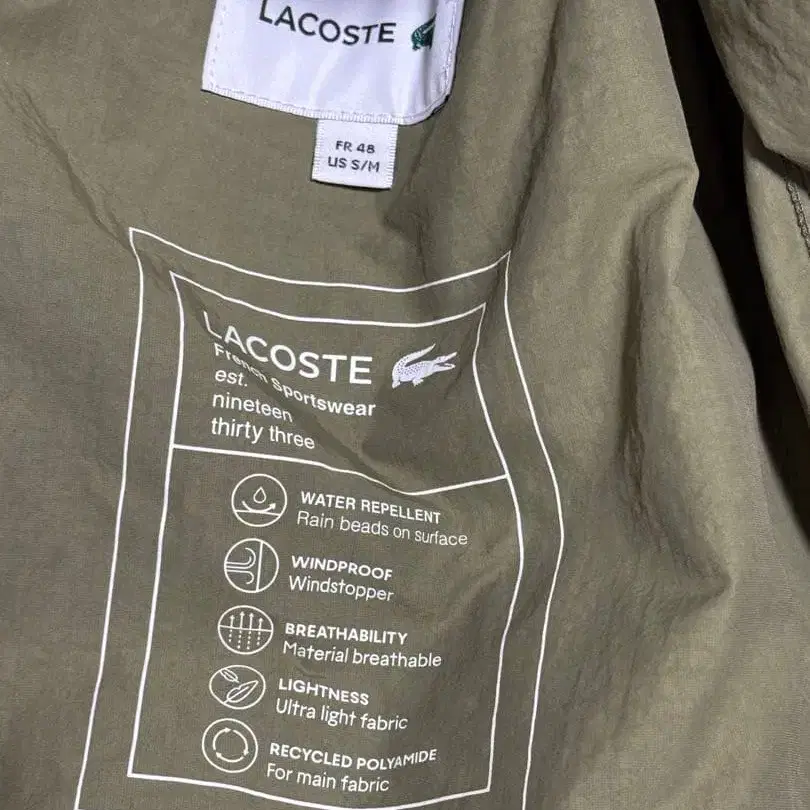 LACOSTE
FR 48
US S/M
LACOSTE
French Sportswear
est.
nineteen
thirty three
WATER REPELLENT
Rain beads on surface
WINDPROOF
Windstopper
BREATHABILITY
Material breathable
LIGHTNESS
Ultra light fabric
RECYCLED POLYAMIDE
For main fabric